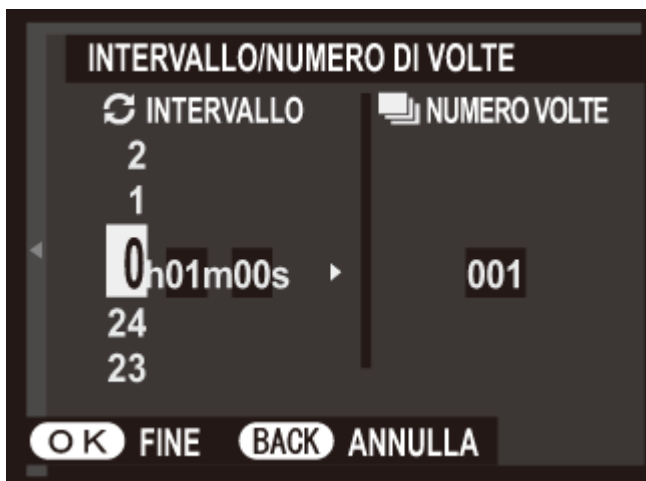 INTERVALLO/NUMERO DI VOLTE
INTERVALLO
NUMERO VOLTE
2
1
0h01m00s
001
24
23
OK FINE BACK ANNULLA